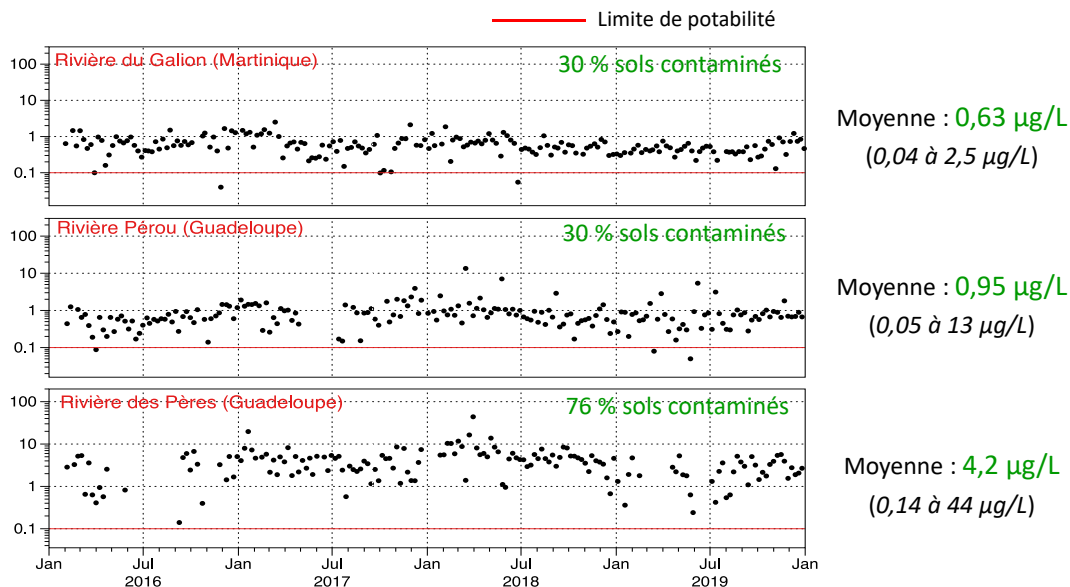 Limite de potabilité
100
10
1
0.1
Rivière du Galion (Martinique)
30 % sols contaminés
Moyenne : 0,63 µg/L
(0,04 à 2,5 µg/L)
100
10
1
0.1
Rivière Pérou (Guadeloupe)
30 % sols contaminés
Moyenne : 0,95 µg/L
(0,05 à 13 µg/L)
100
10
1
0.1
Rivière des Pères (Guadeloupe)
76 % sols contaminés
Moyenne : 4,2 µg/L
(0,14 à 44 µg/L)
Jan Jul Jan Jul Jan Jul Jan Jul Jan
2016 2017 2018 2019